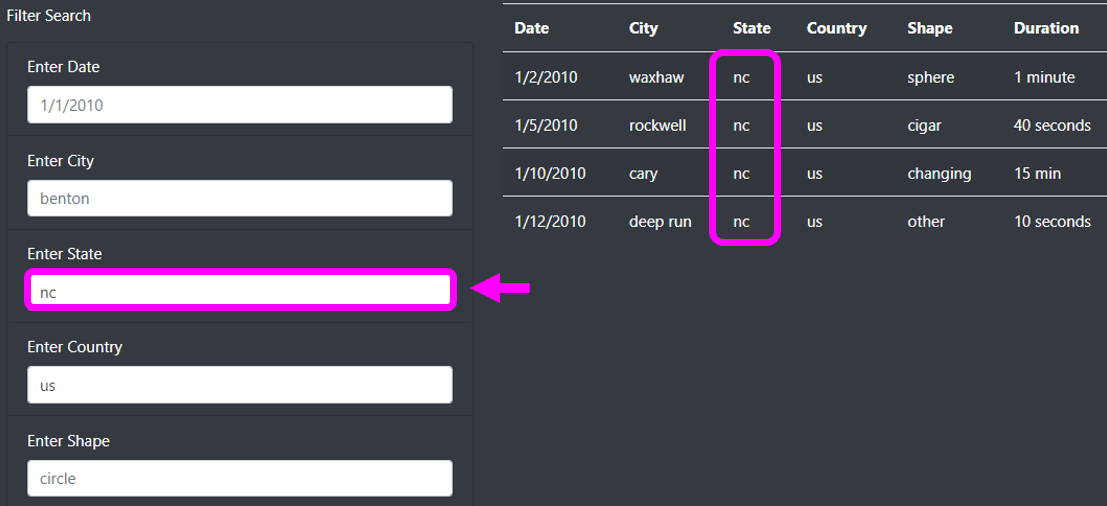 Filter Search
Enter Date
1/1/2010
Enter City
benton
Enter State
nc
Enter Country
us
Enter Shape
circle
Date City State Country Shape Duration
1/2/2010 waxhaw nc us sphere 1 minute
1/5/2010 rockwell nc us cigar 40 seconds
1/10/2010 cary nc us changing 15 min
1/12/2010 deep run nc us other 10 seconds